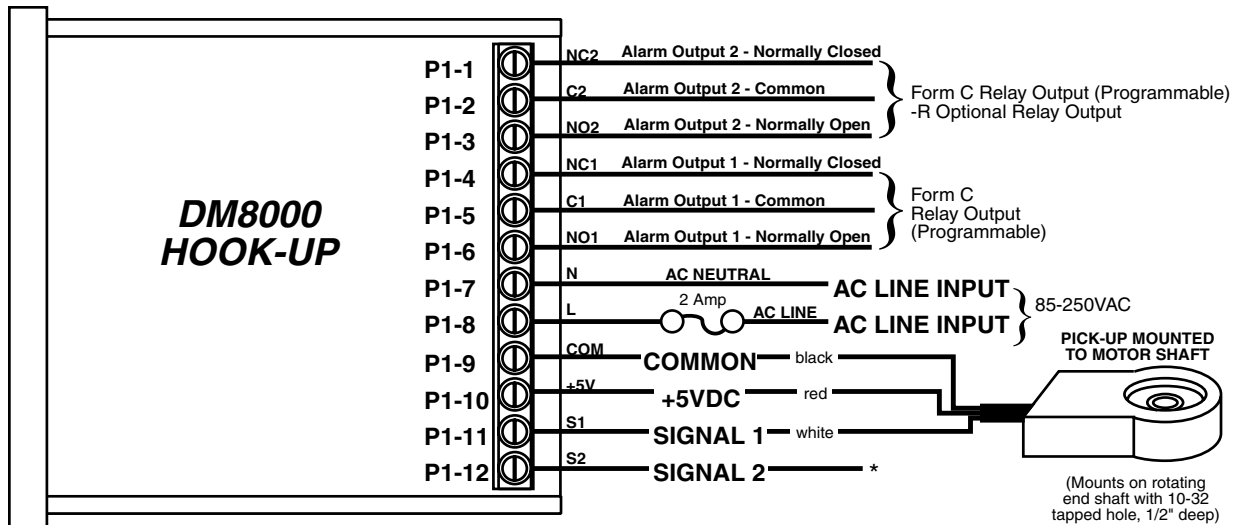 DM8000
HOOK-UP
P1-1 NC2 Alarm Output 2 - Normally Closed
P1-2 C2 Alarm Output 2 - Common
P1-3 NO2 Alarm Output 2 - Normally Open
Form C Relay Output (Programmable)
-R Optional Relay Output
P1-4 NC1 Alarm Output 1 - Normally Closed
P1-5 C1 Alarm Output 1 - Common
P1-6 NO1 Alarm Output 1 - Normally Open
Form C
Relay Output
(Programmable)
P1-7 N AC NEUTRAL AC LINE INPUT
P1-8 L 2 Amp AC LINE AC LINE INPUT
85-250VAC
P1-9 COM COMMON black
P1-10 +5V +5VDC red
P1-11 S1 SIGNAL 1 white
P1-12 S2 SIGNAL 2 *
PICK-UP MOUNTED
TO MOTOR SHAFT
(Mounts on rotating
end shaft with 10-32
tapped hole, 1/2" deep)